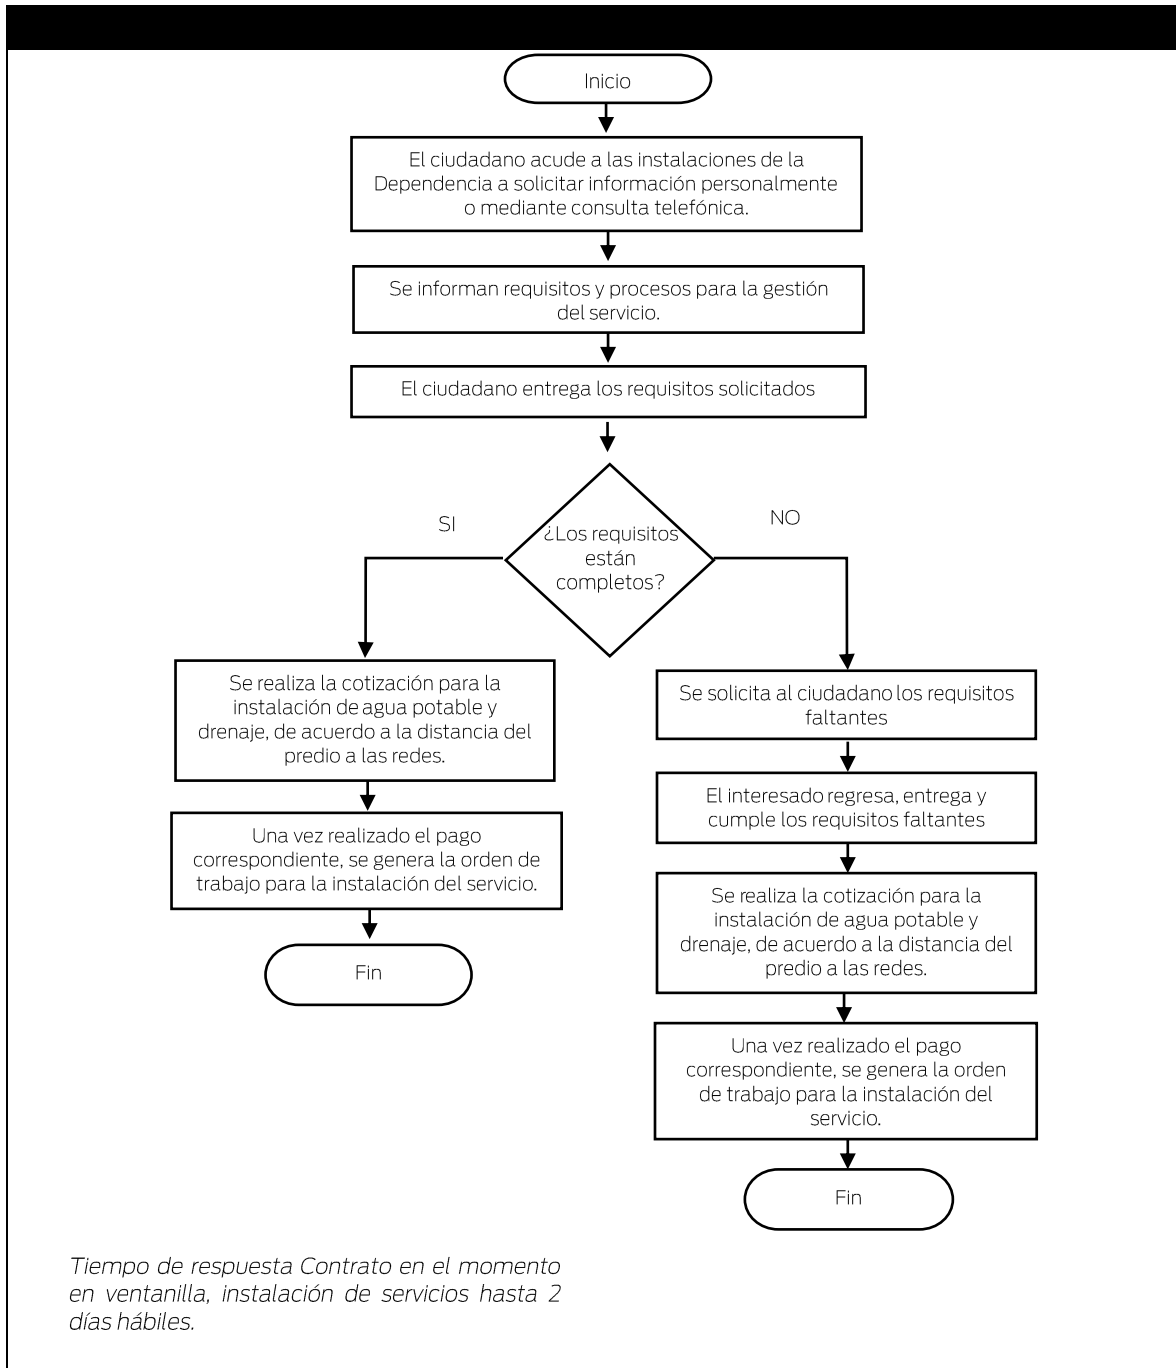 Inicio
El ciudadano acude a las instalaciones de la
Dependencia a solicitar información personalmente
o mediante consulta telefónica.
Se informan requisitos y procesos para la gestión
del servicio.
El ciudadano entrega los requisitos solicitados
SI
NO
¿Los requisitos
están
completos?
Se realiza la cotización para la
instalación de agua potable y
drenaje, de acuerdo a la distancia del
predio a las redes.
Una vez realizado el pago
correspondiente, se genera la orden de
trabajo para la instalación del servicio.
Fin
Se solicita al ciudadano los requisitos
faltantes
El interesado regresa, entrega y
cumple los requisitos faltantes
Se realiza la cotización para la
instalación de agua potable y
drenaje, de acuerdo a la distancia del
predio a las redes.
Una vez realizado el pago
correspondiente, se genera la orden
de trabajo para la instalación del
servicio.
Fin
Tiempo de respuesta Contrato en el momento
en ventanilla, instalación de servicios hasta 2
días hábiles.